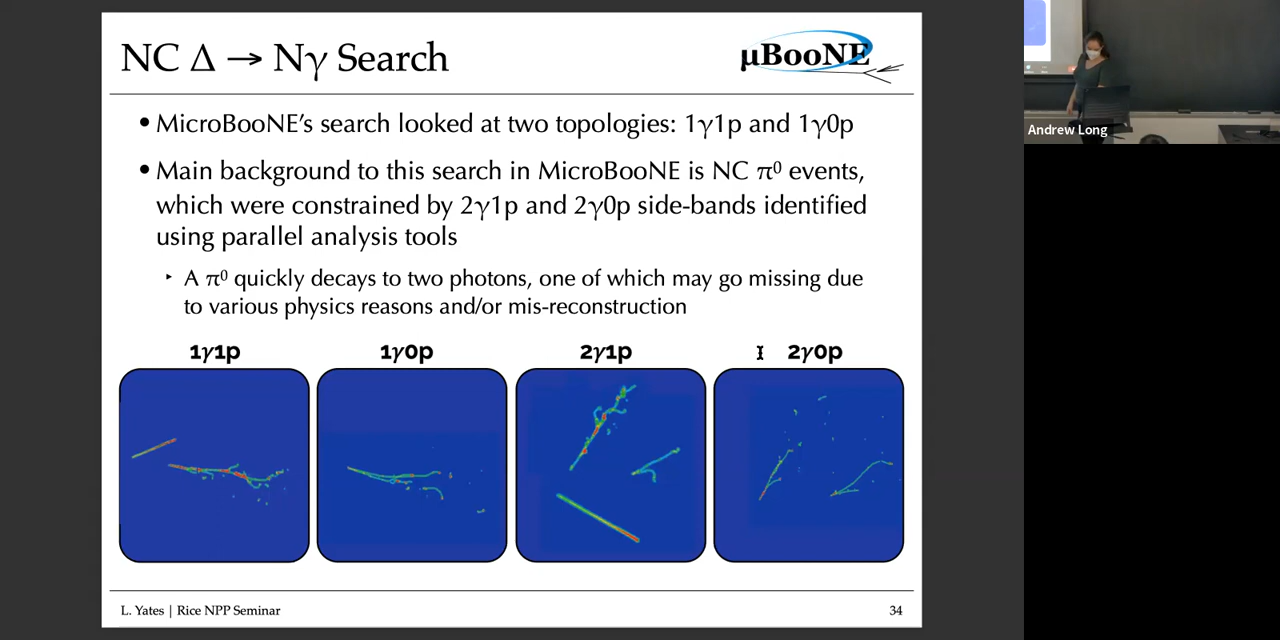 NC Δ → Nγ Search
μBooNE
• MicroBooNE's search looked at two topologies: 1γ1p and 1γ0p
• Main background to this search in MicroBooNE is NC π⁰ events,
which were constrained by 2γ1p and 2γ0p side-bands identified
using parallel analysis tools
‣ A π⁰ quickly decays to two photons, one of which may go missing due
to various physics reasons and/or mis-reconstruction
1γ1p 1γ0p 2γ1p 2γ0p
L. Yates | Rice NPP Seminar 34
Andrew Long